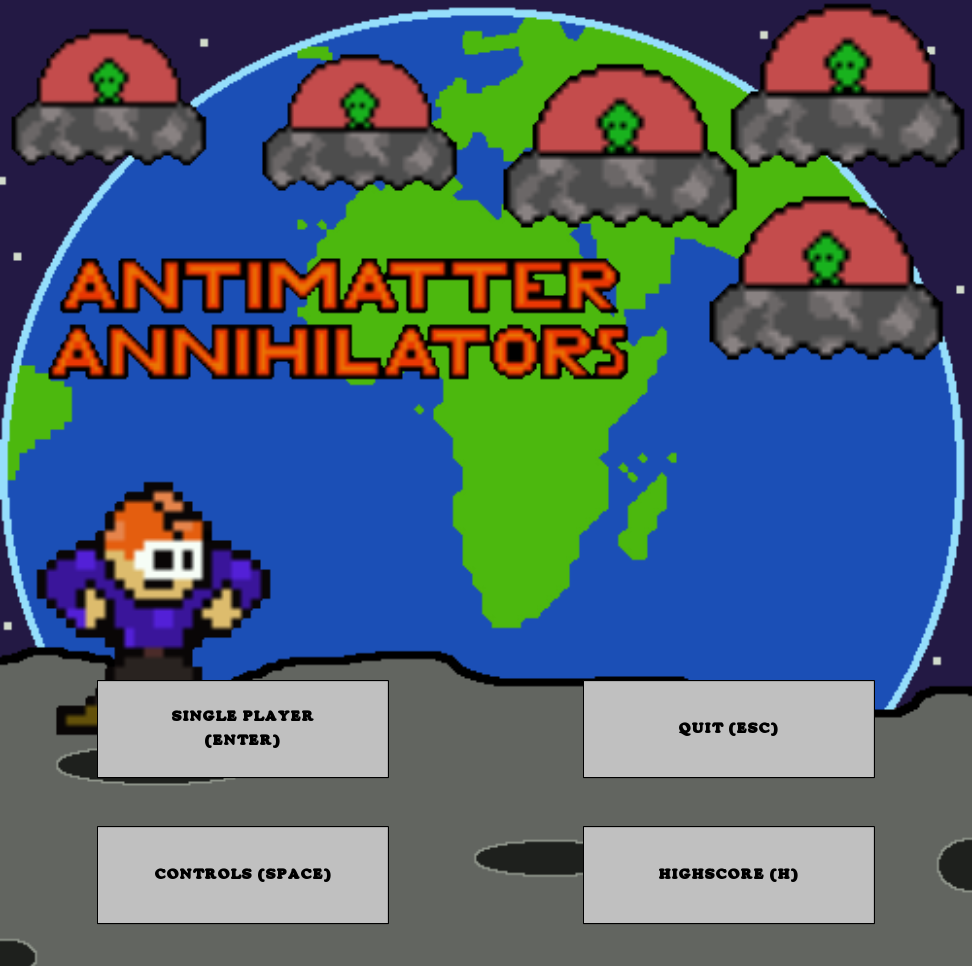 ANTIMATTER
ANNIHILATORS
SINGLE PLAYER
(ENTER)
QUIT (ESC)
CONTROLS (SPACE)
HIGHSCORE (H)